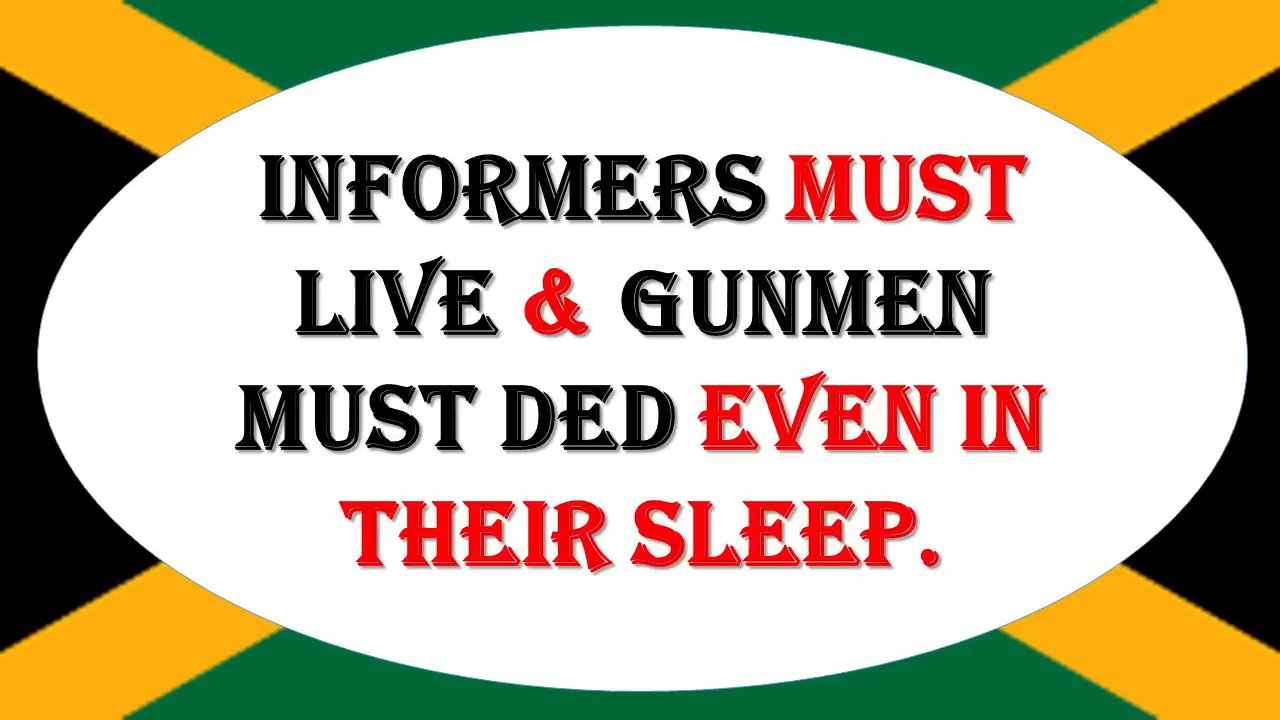 INFORMERS MUST
LIVE & GUNMEN
MUST DED EVEN IN
THEIR SLEEP.